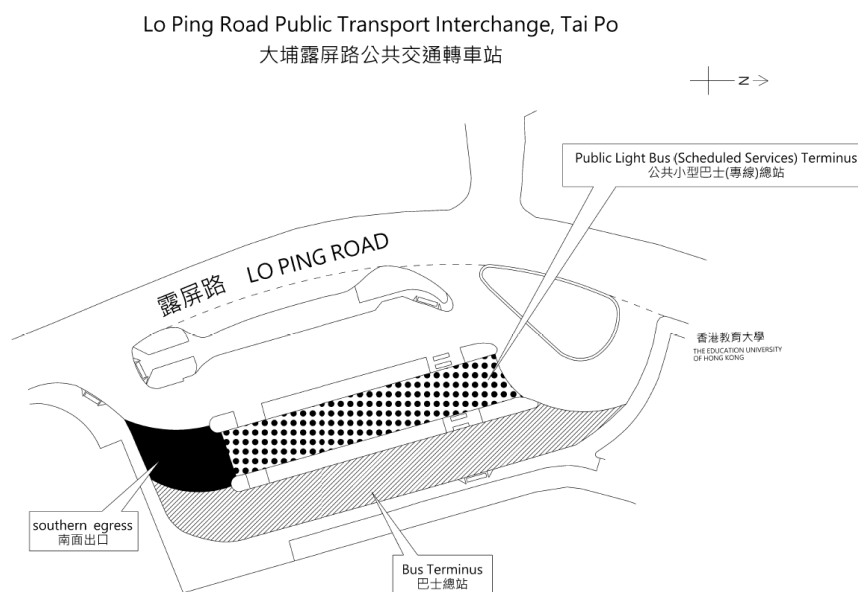 Lo Ping Road Public Transport Interchange, Tai Po
大埔露屏路公共交通轉車站
N
Public Light Bus (Scheduled Services) Terminus
公共小型巴士(專線)總站
露屏路 LO PING ROAD
香港教育大學
THE EDUCATION UNIVERSITY
OF HONG KONG
southern egress
南面出口
Bus Terminus
巴士總站